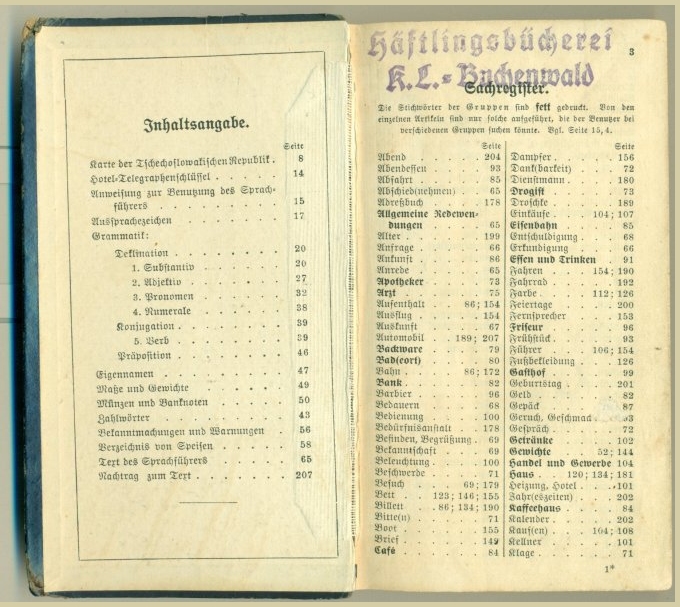 Inhaltsangabe.
Seite
Karte der Tschechoslowakischen Republik . 8
Hotel-Telegraphenschlüssel . . . . . 14
Anweisung zur Benutzung des Sprach-
führers . . . . . . . . . 15
Aussprachezeichen . . . . . . . 17
Grammatik:
Deklination . . . . . . . . 20
1. Substantiv . . . . . . . 20
2. Adjektiv . . . . . . . 27
3. Pronomen . . . . . . . 32
4. Numerale . . . . . . . 38
Konjugation . . . . . . . . 39
5. Verb . . . . . . . . 39
Präposition . . . . . . . . 46
Eigennamen . . . . . . . . 47
Maße und Gewichte . . . . . . 49
Münzen und Banknoten . . . . . 50
Zahlwörter . . . . . . . . 43
Bekanntmachungen und Warnungen . . 56
Verzeichnis von Speisen . . . . . 58
Text des Sprachführers . . . . . 65
Nachtrag zum Text . . . . . . . 207
Häftlingsbücherei
K.L.=Buchenwald
3
Sachregister.
Die Stichwörter der Gruppen sind fett gedruckt. Von den
einzelnen Artikeln sind nur solche aufgeführt, die der Benutzer bei
verschiedenen Gruppen suchen könnte. Vgl. Seite 15, 4.
Seite
Abend . . . . . 204
Abendessen . . . . 93
Abfahrt . . . . . 85
Abschied(nehmen) . . 65
Adreßbuch . . . . 178
Allgemeine Redewen-
dungen . . . . 65
Alter . . . . . . 199
Anfrage . . . . . 66
Ankunft . . . . . 86
Anrede . . . . . 65
Apotheker . . . . 73
Arzt . . . . . . 75
Aufenthalt . . 86; 154
Ausflug . . . . . 154
Auskunft . . . . 67
Automobil . . 189; 207
Backware . . . . 79
Bad(eort) . . . . 80
Bahn . . . . 86; 172
Bank . . . . . . 82
Barbier . . . . . 96
Bedauern . . . . 68
Bedienung . . . . 100
Bedürfnisanstalt . . 178
Befinden, Begrüßung . 69
Bekanntschaft . . . 69
Beleuchtung . . . . 100
Beschwerde . . . . 71
Besuch . . . . 69; 179
Bett . . 123; 146; 155
Billett . . 86; 134; 190
Bitte(n) . . . . . 71
Boot . . . . . . 155
Brief . . . . . . 149
Café . . . . . . 84
Seite
Dampfer . . . . . 156
Dank(barkeit) . . . 72
Dienstmann . . . . 180
Drogist . . . . . 73
Droschke . . . . . 189
Einkäufe . . . 104; 107
Eisenbahn . . . . 85
Entschuldigung . . . 68
Erkundigung . . . . 66
Essen und Trinken . 91
Fahren . . . 154; 190
Fahrrad . . . . . 192
Farbe . . . . 112; 126
Feiertage . . . . 200
Fernsprecher . . . . 153
Friseur . . . . . 96
Frühstück . . . . . 93
Führer . . . . 106; 154
Fußbekleidung . . . 126
Gasthof . . . . . 99
Geburtstag . . . . 201
Geld . . . . . . 82
Gepäck . . . . . 87
Geruch, Geschmack . .
Gespräch . . . . . 72
Getränke . . . . 102
Gewichte . . . 52; 144
Handel und Gewerbe 104
Haus . . . 120; 134; 181
Heizung, Hotel . . . 101
Jahr(eszeiten) . . . 202
Kaffeehaus . . . . 84
Kalender . . . . . 202
Kauf(en) . . . 104; 108
Kellner . . . . . 101
Klage . . . . . . 71
1*